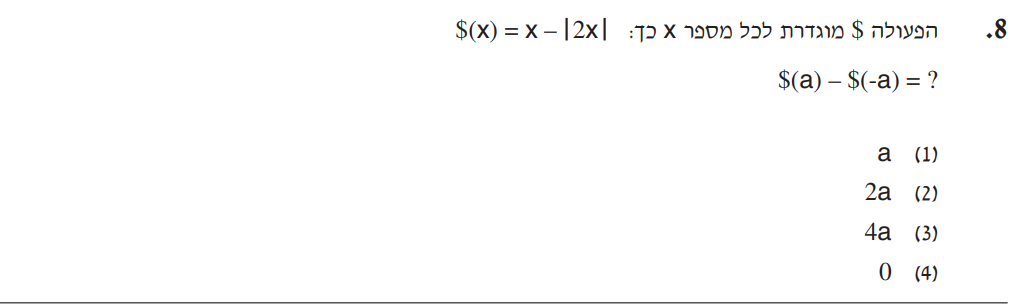 8. הפעולה $ מוגדרת לכל מספר x כך: $(x) = x – |2x|
$(a) – $(-a) = ?
(1) a
(2) 2a
(3) 4a
(4) 0